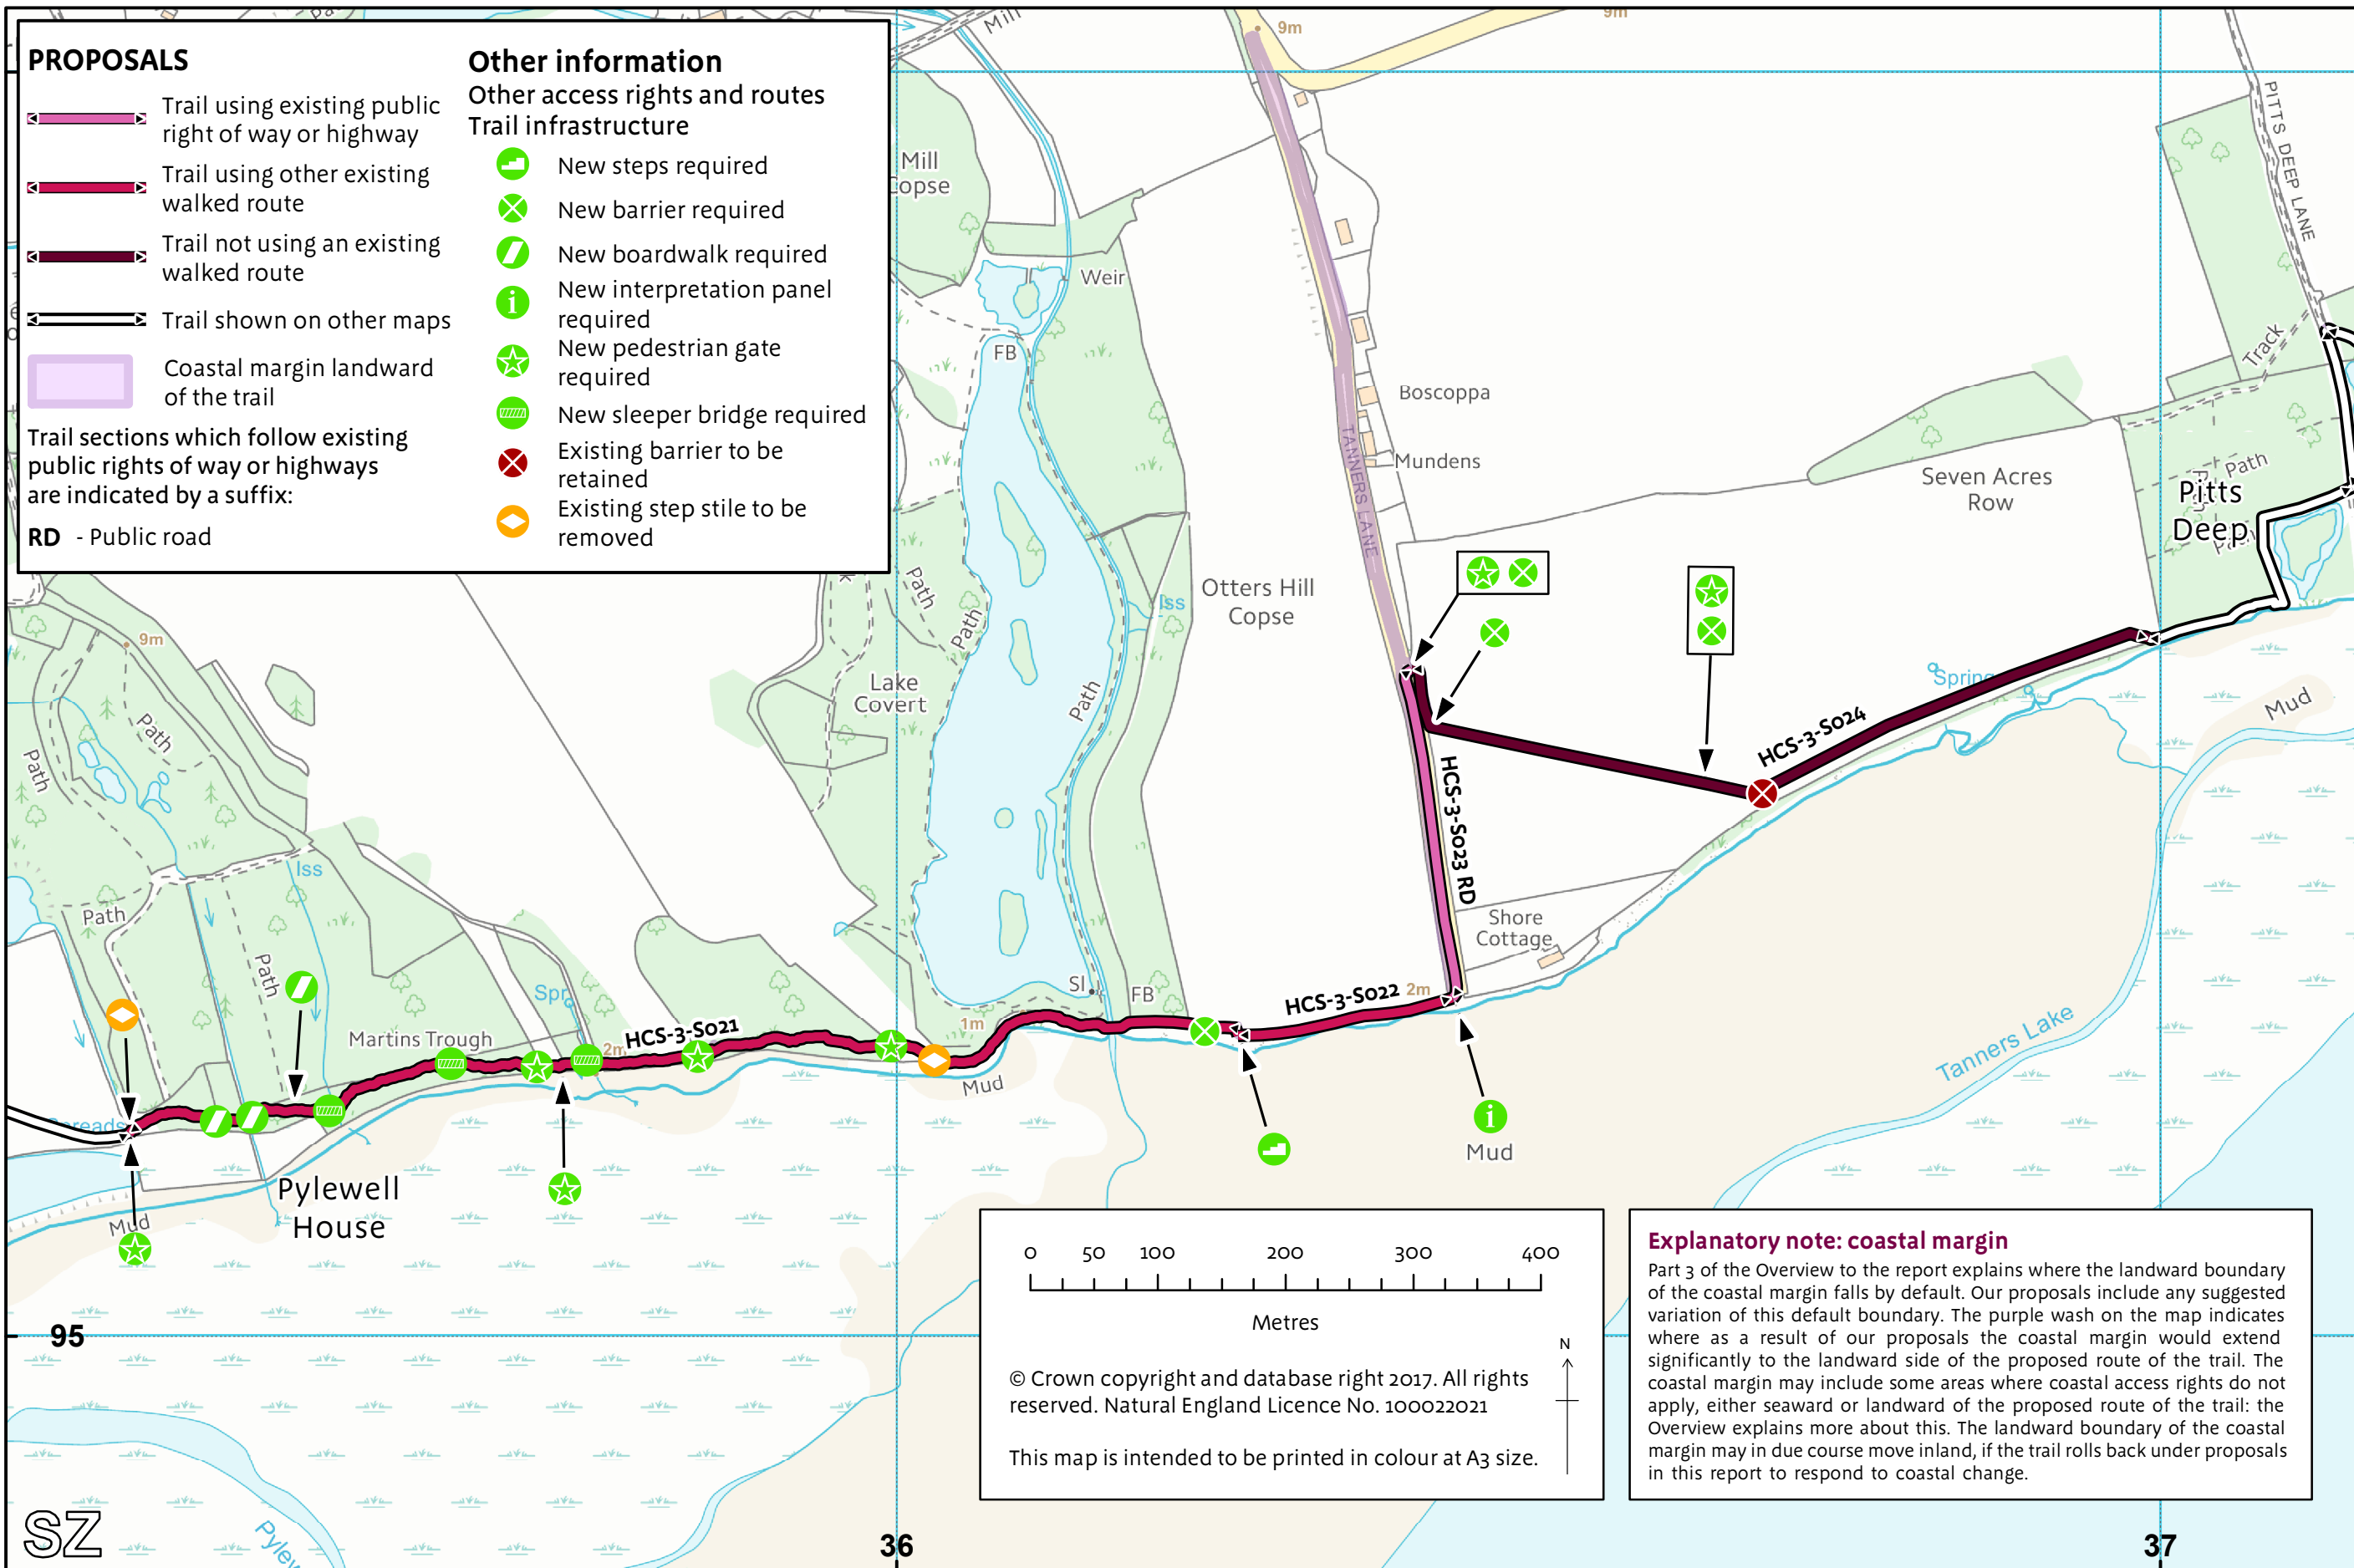 PROPOSALS
Trail using existing public
right of way or highway
Trail using other existing
walked route
Trail not using an existing
walked route
Trail shown on other maps
Coastal margin landward
of the trail
Trail sections which follow existing
public rights of way or highways
are indicated by a suffix:
RD - Public road
Other information
Other access rights and routes
Trail infrastructure
New steps required
New barrier required
New boardwalk required
New interpretation panel
required
New pedestrian gate
required
New sleeper bridge required
Existing barrier to be
retained
Existing step stile to be
removed
Mill
9m
9m
Mill
Copse
Weir
FB
PITTS DEEP LANE
Track
Boscoppa
Mundens
TANNERS LANE
Seven Acres
Row
Path
Path
Pitts
Deep
Path
Otters Hill
Copse
Iss
Path
Path
Path
Lake
Covert
9m
Path
Path
Spring
Mud
HCS-3-S024
HCS-3-S023 RD
Iss
Path
Path
Shore
Cottage
Spr
Sl
FB
HCS-3-S022
2m
Martins Trough
2m
HCS-3-S021
1m
Mud
Tanners Lake
Mud
Pylewell
House
Mud
95
SZ
36
37
0 50 100 200 300 400
Metres
N
© Crown copyright and database right 2017. All rights
reserved. Natural England Licence No. 100022021
This map is intended to be printed in colour at A3 size.
Explanatory note: coastal margin
Part 3 of the Overview to the report explains where the landward boundary
of the coastal margin falls by default. Our proposals include any suggested
variation of this default boundary. The purple wash on the map indicates
where as a result of our proposals the coastal margin would extend
significantly to the landward side of the proposed route of the trail. The
coastal margin may include some areas where coastal access rights do not
apply, either seaward or landward of the proposed route of the trail: the
Overview explains more about this. The landward boundary of the coastal
margin may in due course move inland, if the trail rolls back under proposals
in this report to respond to coastal change.